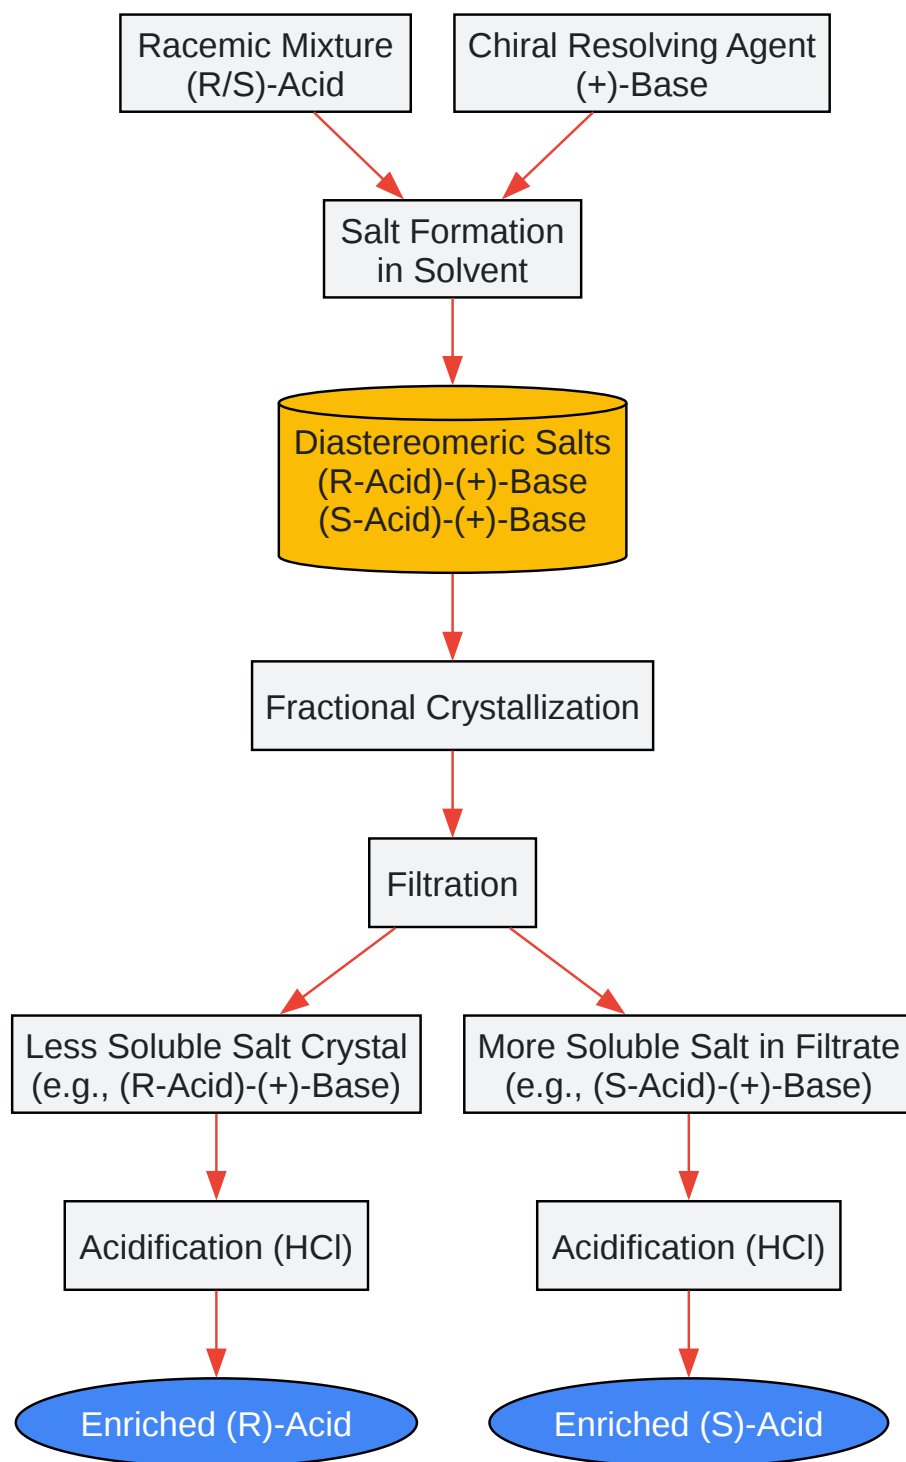 Racemic Mixture
(R/S)-Acid
Chiral Resolving Agent
(+)-Base
Salt Formation
in Solvent
Diastereomeric Salts
(R-Acid)-(+)-Base
(S-Acid)-(+)-Base
Fractional Crystallization
Filtration
Less Soluble Salt Crystal
(e.g., (R-Acid)-(+)-Base)
More Soluble Salt in Filtrate
(e.g., (S-Acid)-(+)-Base)
Acidification (HCl)
Acidification (HCl)
Enriched (R)-Acid
Enriched (S)-Acid